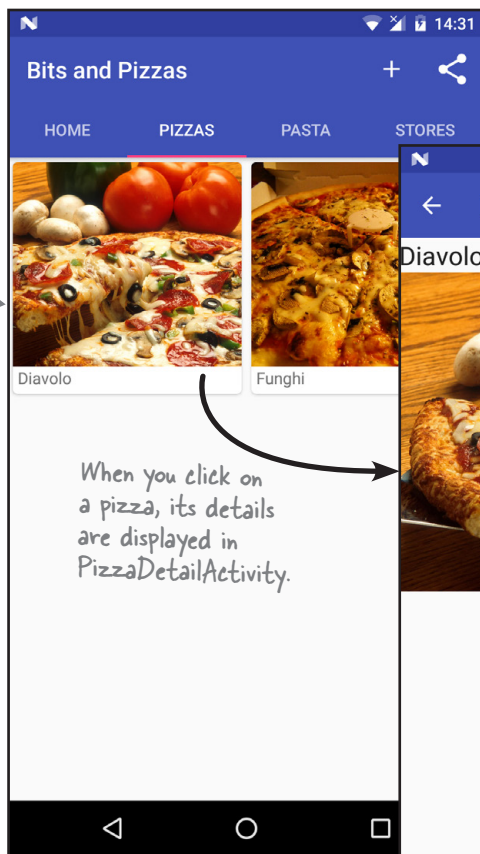 14:31
Bits and Pizzas
HOME PIZZAS PASTA STORES
Diavolo
Diavolo Funghi
When you click on
a pizza, its details
are displayed in
PizzaDetailActivity.